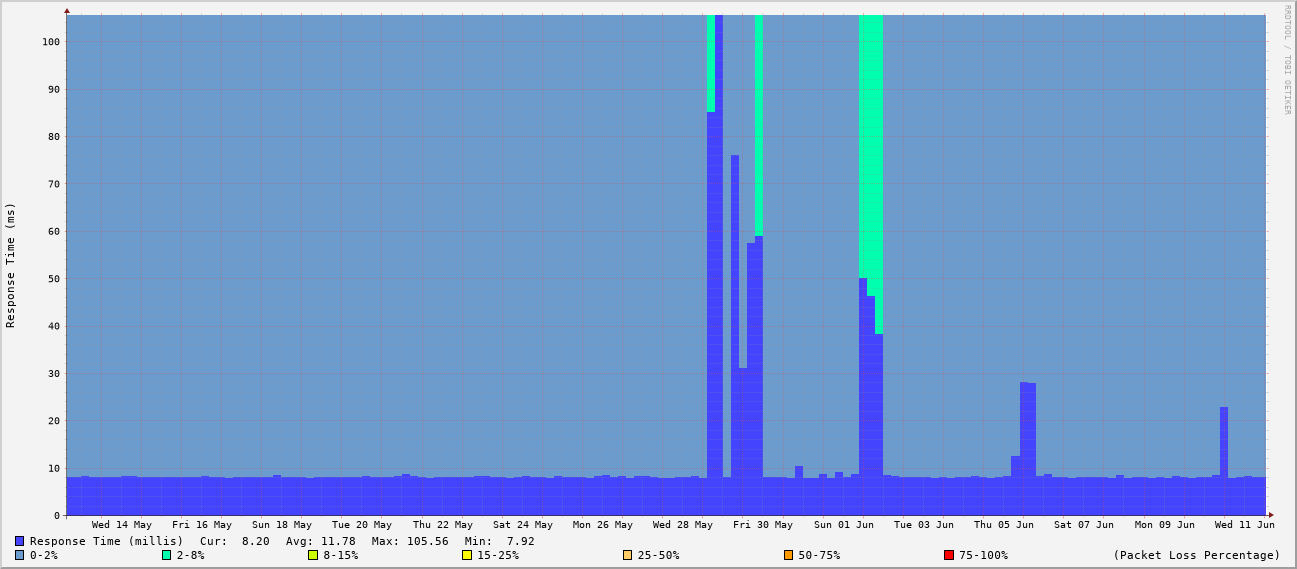 RRDTOOL / TOBI OETIKER
Response Time (ms)
100
90
80
70
60
50
40
30
20
10
0
Wed 14 May Fri 16 May Sun 18 May Tue 20 May Thu 22 May Sat 24 May Mon 26 May Wed 28 May Fri 30 May Sun 01 Jun Tue 03 Jun Thu 05 Jun Sat 07 Jun Mon 09 Jun Wed 11 Jun
Response Time (millis) Cur: 8.20 Avg: 11.78 Max: 105.56 Min: 7.92
0-2% 2-8% 8-15% 15-25% 25-50% 50-75% 75-100% (Packet Loss Percentage)